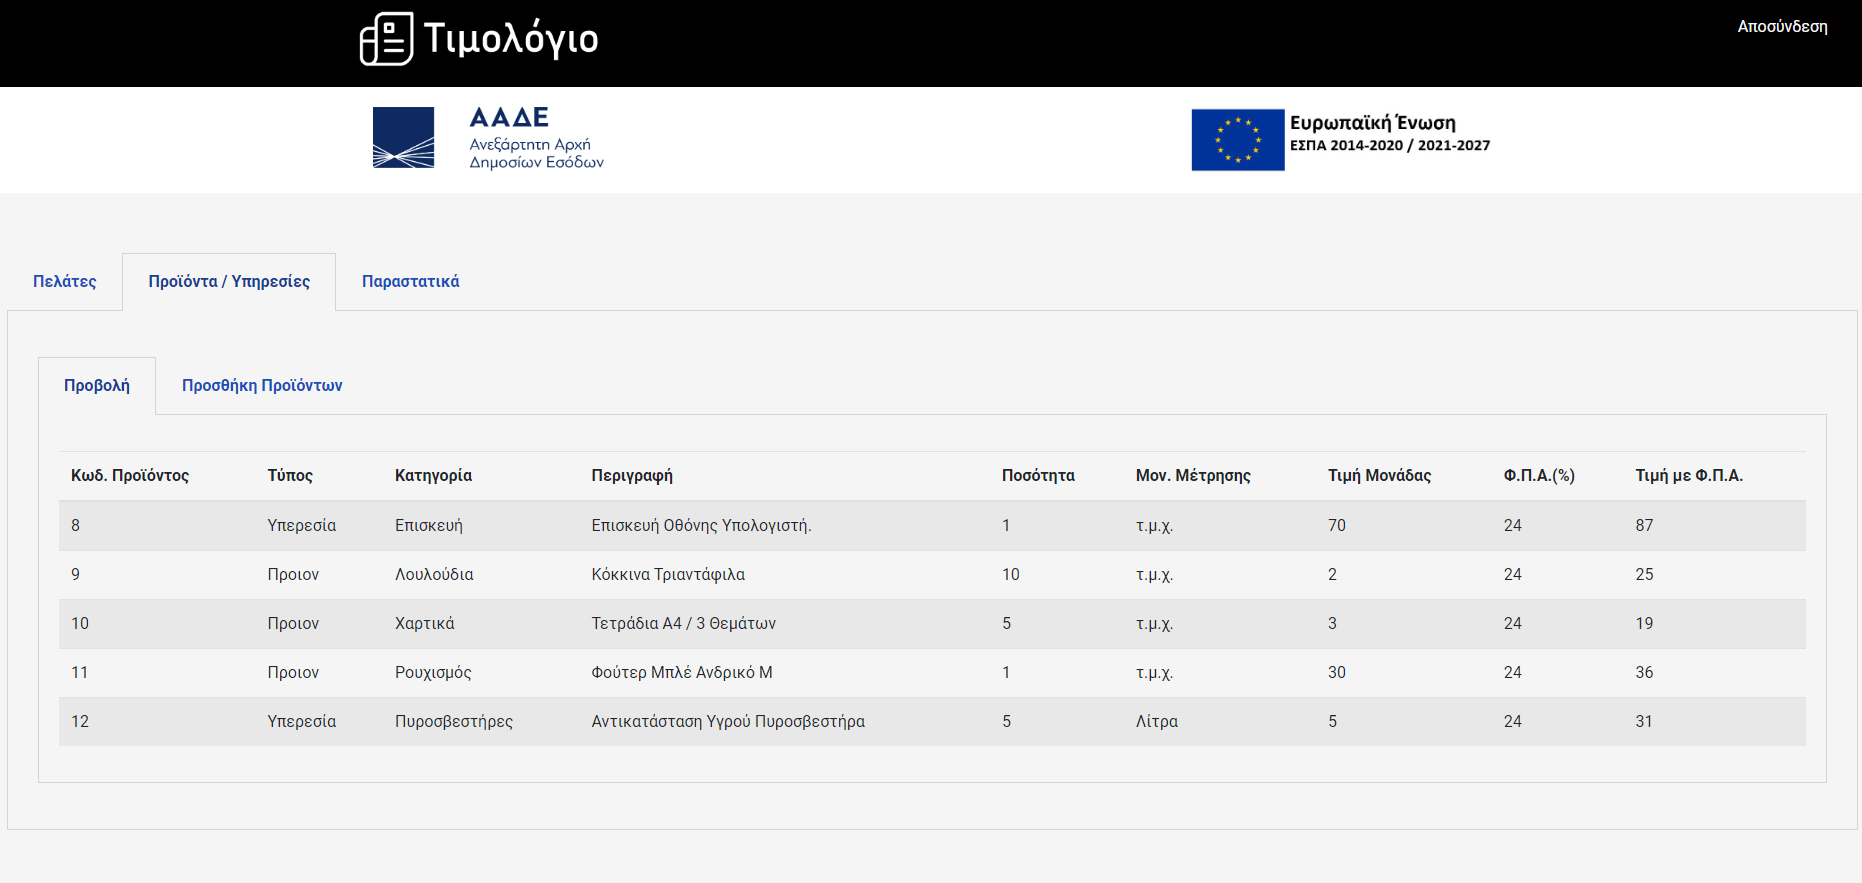 Τιμολόγιο
Αποσύνδεση
ΑΑΔΕ
Ανεξάρτητη Αρχή
Δημοσίων Εσόδων
Ευρωπαϊκή Ένωση
ΕΣΠΑ 2014-2020 / 2021-2027
Πελάτες Προϊόντα / Υπηρεσίες Παραστατικά
Προβολή Προσθήκη Προϊόντων
Κωδ. Προϊόντος Τύπος Κατηγορία Περιγραφή Ποσότητα Μον. Μέτρησης Τιμή Μονάδας Φ.Π.Α.(%) Τιμή με Φ.Π.Α.
8 Υπερεσία Επισκευή Επισκευή Οθόνης Υπολογιστή. 1 τ.μ.χ. 70 24 87
9 Προιον Λουλούδια Κόκκινα Τριαντάφιλα 10 τ.μ.χ. 2 24 25
10 Προιον Χαρτικά Τετράδια Α4 / 3 Θεμάτων 5 τ.μ.χ. 3 24 19
11 Προιον Ρουχισμός Φούτερ Μπλέ Ανδρικό Μ 1 τ.μ.χ. 30 24 36
12 Υπερεσία Πυροσβεστήρες Αντικατάσταση Υγρού Πυροσβεστήρα 5 Λίτρα 5 24 31